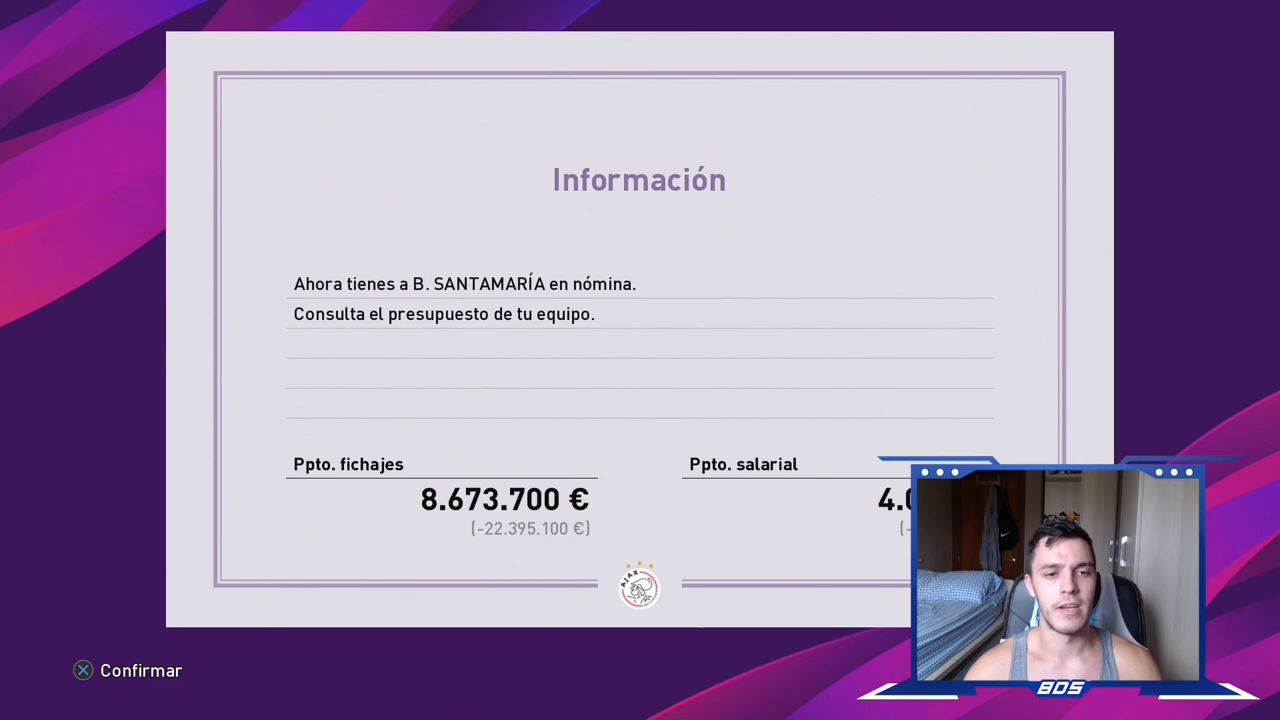 Información
Ahora tienes a B. SANTAMARÍA en nómina.
Consulta el presupuesto de tu equipo.
Ppto. fichajes
Ppto. salarial
8.673.700 €
(-22.395.100 €)
AJAX
Confirmar
BDS